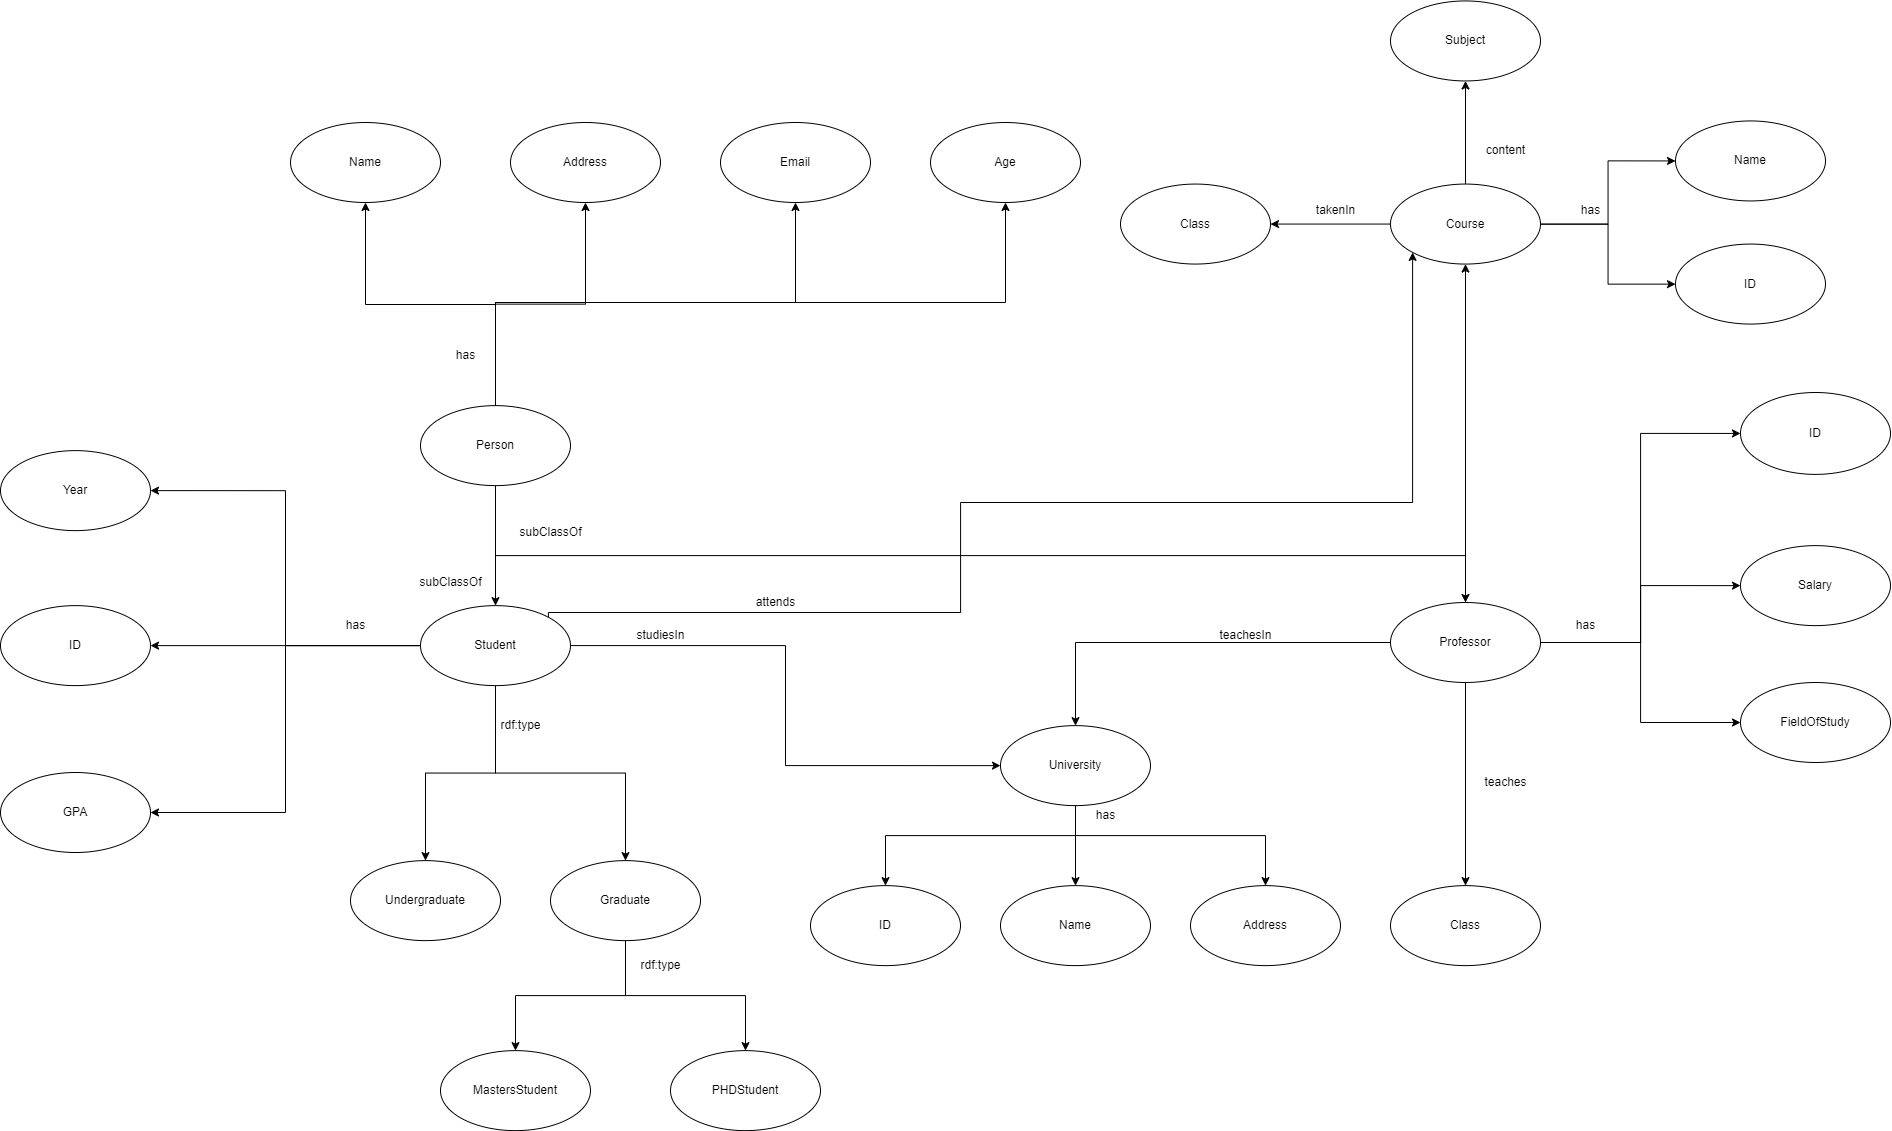 Subject
content
Name
Address
Email
Age
Name
Class
takenIn
Course
has
ID
has
Person
ID
Year
subClassOf
subClassOf
Salary
attends
has
studiesIn
teachesIn
has
ID
Student
Professor
rdf:type
FieldOfStudy
University
teaches
GPA
has
Undergraduate
Graduate
ID
Name
Address
Class
rdf:type
MastersStudent
PHDStudent